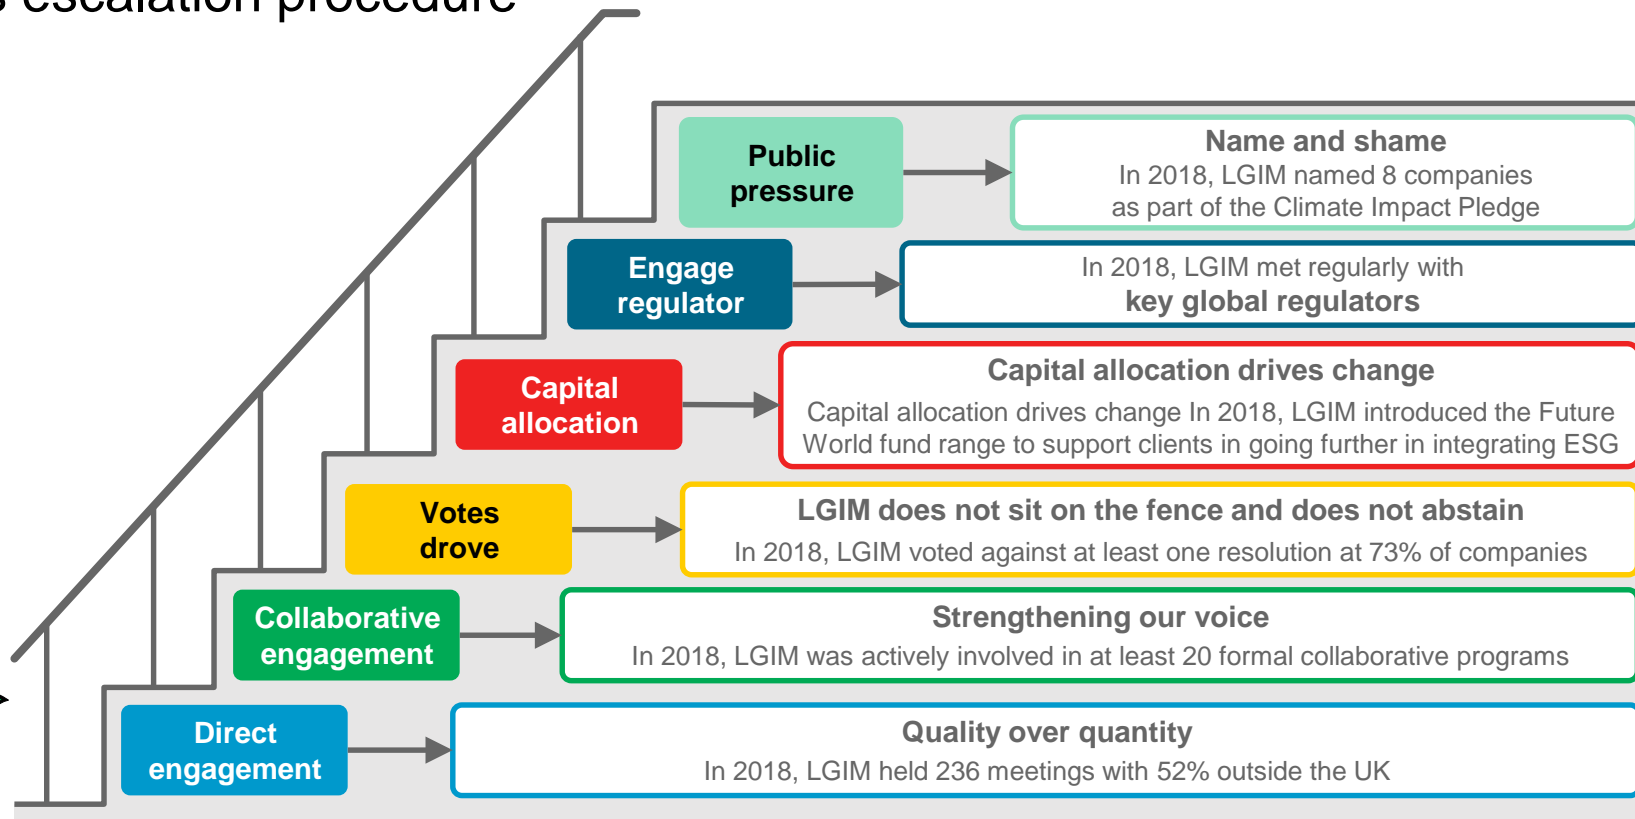 s escalation procedure
Public
pressure
Name and shame
In 2018, LGIM named 8 companies
as part of the Climate Impact Pledge
Engage
regulator
In 2018, LGIM met regularly with
key global regulators
Capital
allocation
Capital allocation drives change
Capital allocation drives change In 2018, LGIM introduced the Future
World fund range to support clients in going further in integrating ESG
Votes
drove
LGIM does not sit on the fence and does not abstain
In 2018, LGIM voted against at least one resolution at 73% of companies
Collaborative
engagement
Strengthening our voice
In 2018, LGIM was actively involved in at least 20 formal collaborative programs
Direct
engagement
Quality over quantity
In 2018, LGIM held 236 meetings with 52% outside the UK